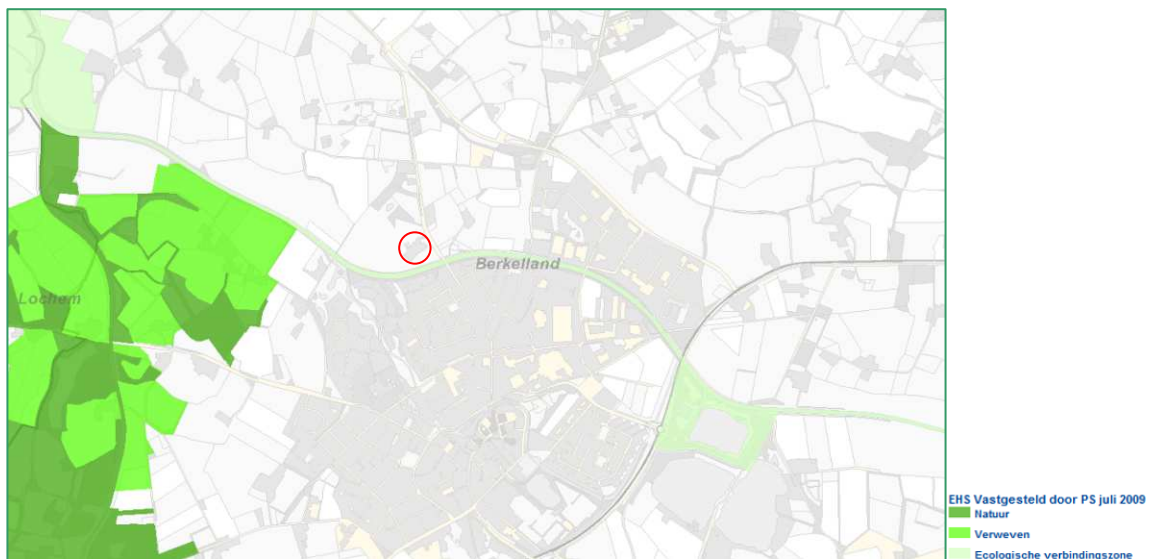 Berkelland
Lochem
EHS Vastgesteld door PS juli 2009
Natuur
Verweven
Ecologische verbindingszone